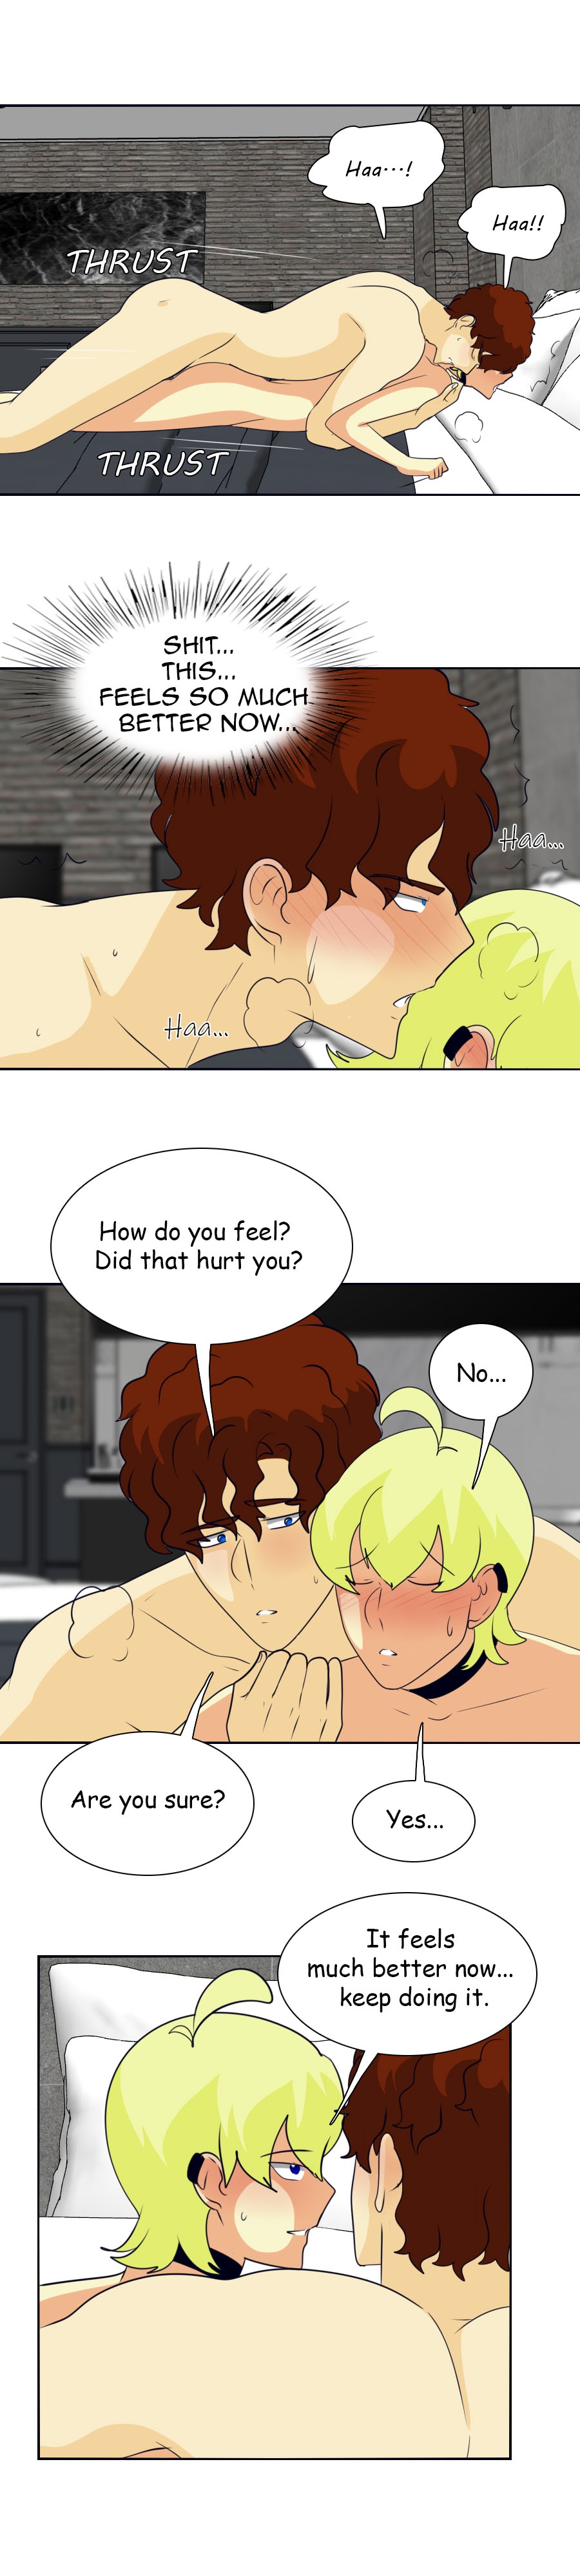 Haa...!
Haa!!
THRUST
THRUST
SHIT...
THIS...
FEELS SO MUCH
BETTER NOW...
Haa...
Haa...
How do you feel?
Did that hurt you?
No...
Are you sure?
Yes...
It feels
much better now...
keep doing it.